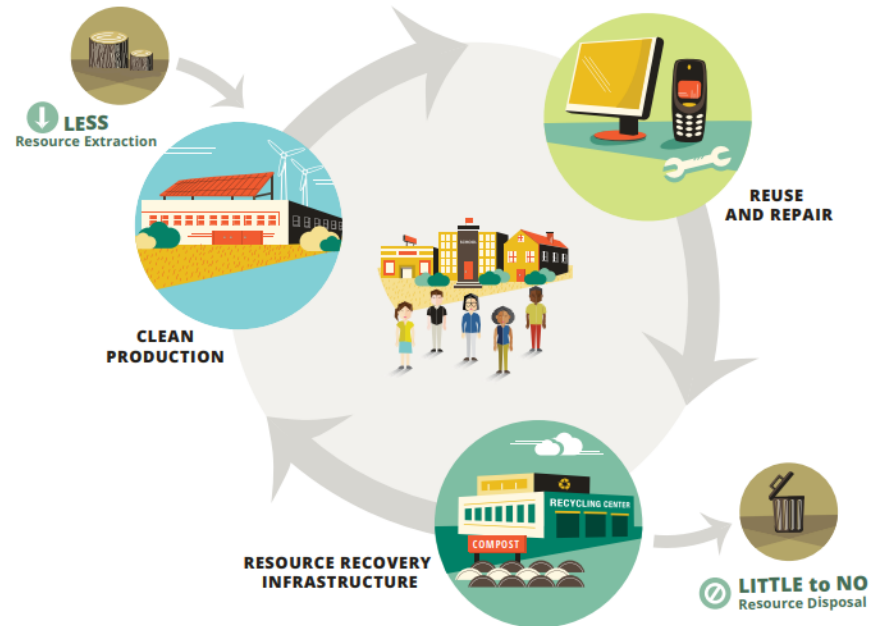 LESS
Resource Extraction
REUSE
AND REPAIR
SCHOOL
CLEAN
PRODUCTION
RECYCLING CENTER
COMPOST
RESOURCE RECOVERY
INFRASTRUCTURE
LITTLE to NO
Resource Disposal